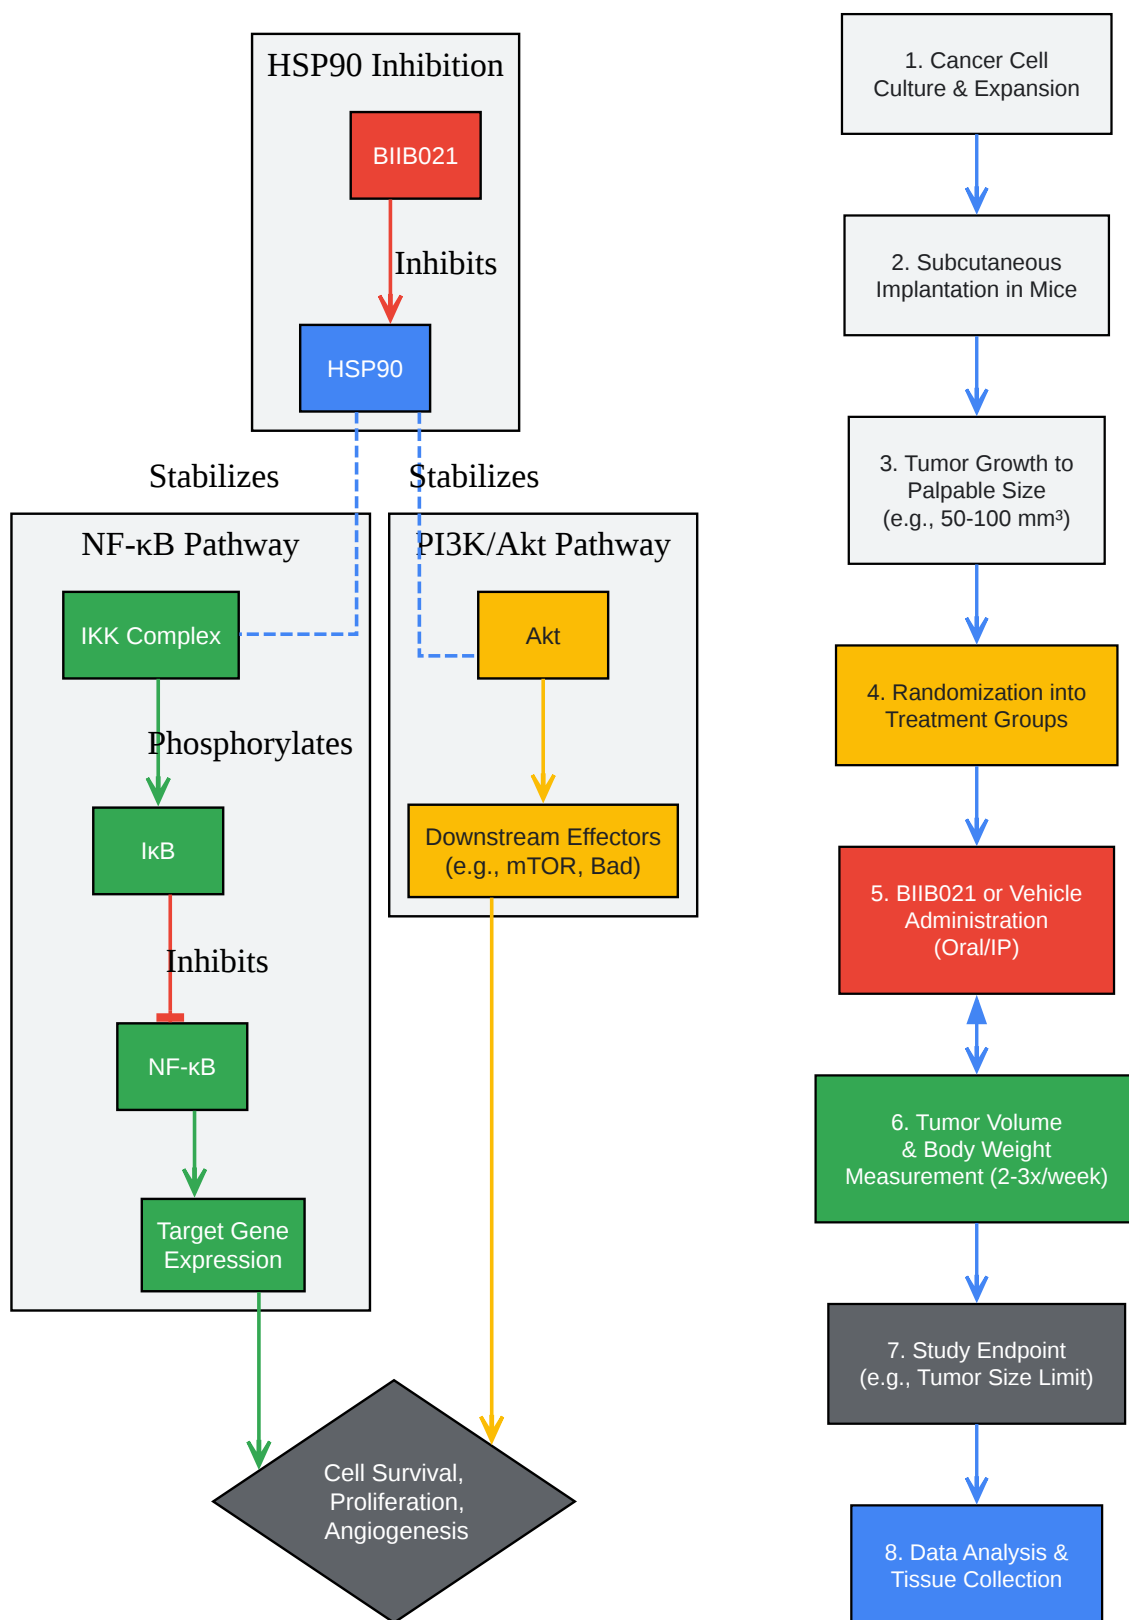 HSP90 Inhibition
BIIB021
Inhibits
HSP90
Stabilizes
Stabilizes
NF-κB Pathway
IKK Complex
Phosphorylates
IκB
Inhibits
NF-κB
Target Gene
Expression
PI3K/Akt Pathway
Akt
Downstream Effectors
(e.g., mTOR, Bad)
Cell Survival,
Proliferation,
Angiogenesis
1. Cancer Cell
Culture & Expansion
2. Subcutaneous
Implantation in Mice
3. Tumor Growth to
Palpable Size
(e.g., 50-100 mm³)
4. Randomization into
Treatment Groups
5. BIIB021 or Vehicle
Administration
(Oral/IP)
6. Tumor Volume
& Body Weight
Measurement (2-3x/week)
7. Study Endpoint
(e.g., Tumor Size Limit)
8. Data Analysis &
Tissue Collection